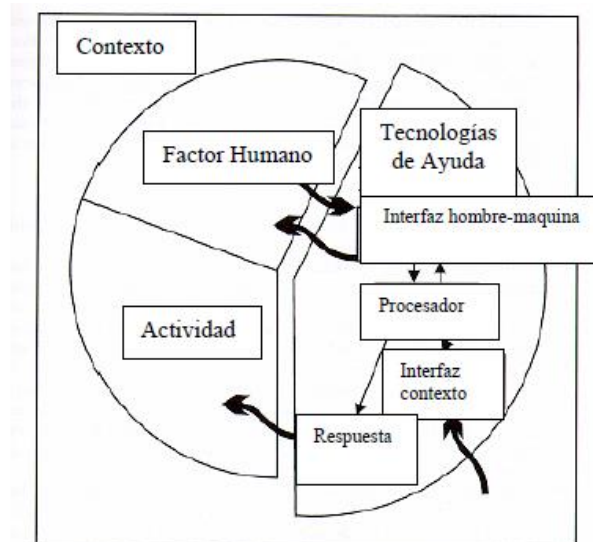 Contexto
Factor Humano
Tecnologías
de Ayuda
Interfaz hombre-maquina
Procesador
Actividad
Interfaz
contexto
Respuesta